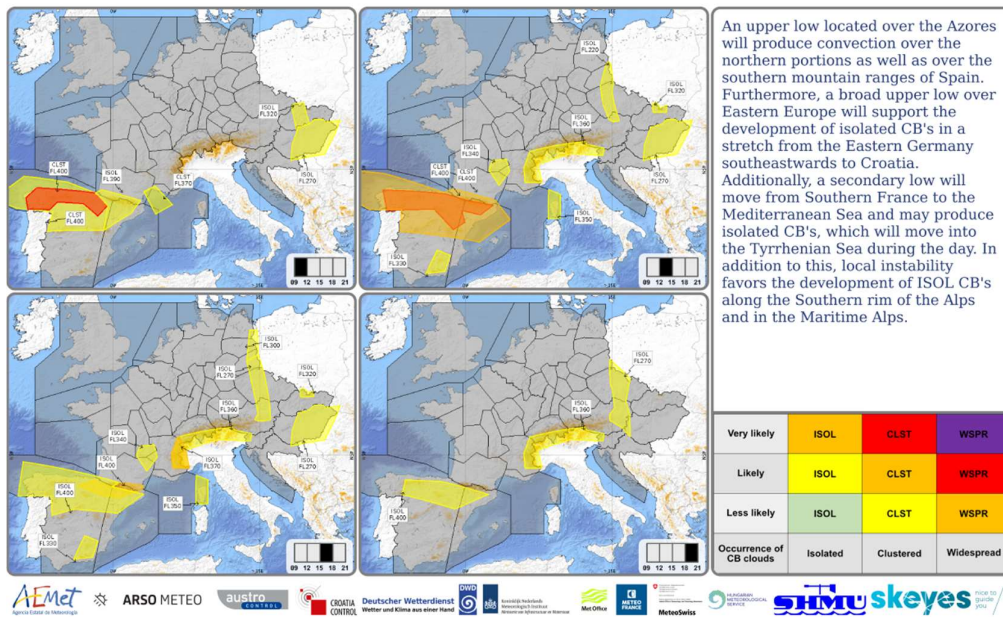 An upper low located over the Azores
will produce convection over the
northern portions as well as over the
southern mountain ranges of Spain.
Furthermore, a broad upper low over
Eastern Europe will support the
development of isolated CB's in a
stretch from the Eastern Germany
southeastwards to Croatia.
Additionally, a secondary low will
move from Southern France to the
Mediterranean Sea and may produce
isolated CB's, which will move into
the Tyrrhenian Sea during the day. In
addition to this, local instability
favors the development of ISOL CB's
along the Southern rim of the Alps
and in the Maritime Alps.
ISOL
FL320
ISOL
FL270
CLST
FL400
ISOL
FL390
CLST
FL370
CLST
FL400
09 12 15 18 21
ISOL
FL220
ISOL
FL320
ISOL
FL360
ISOL
FL340
ISOL
FL270
CLST
FL400
CLST
FL400
ISOL
FL350
ISOL
FL330
09 12 15 18 21
ISOL
FL300
ISOL
FL270
ISOL
FL320
ISOL
FL360
ISOL
FL340
ISOL
FL270
ISOL
FL400
ISOL
FL370
ISOL
FL400
ISOL
FL350
ISOL
FL330
09 12 15 18 21
ISOL
FL270
ISOL
FL360
ISOL
FL400
09 12 15 18 21
Very likely ISOL CLST WSPR
Likely ISOL CLST WSPR
Less likely ISOL CLST WSPR
Occurrence of
CB clouds Isolated Clustered Widespread
AEMet
Agencia Estatal de Meteorología
ARSO METEO
austro
CONTROL
CROATIA
CONTROL
Deutscher Wetterdienst
Wetter und Klima aus einer Hand
DWD
Met Office
METEO
FRANCE
MeteoSwiss
HUNGARIAN
METEOROLOGICAL
SERVICE
SHMU
skeyes
nice to
guide
you